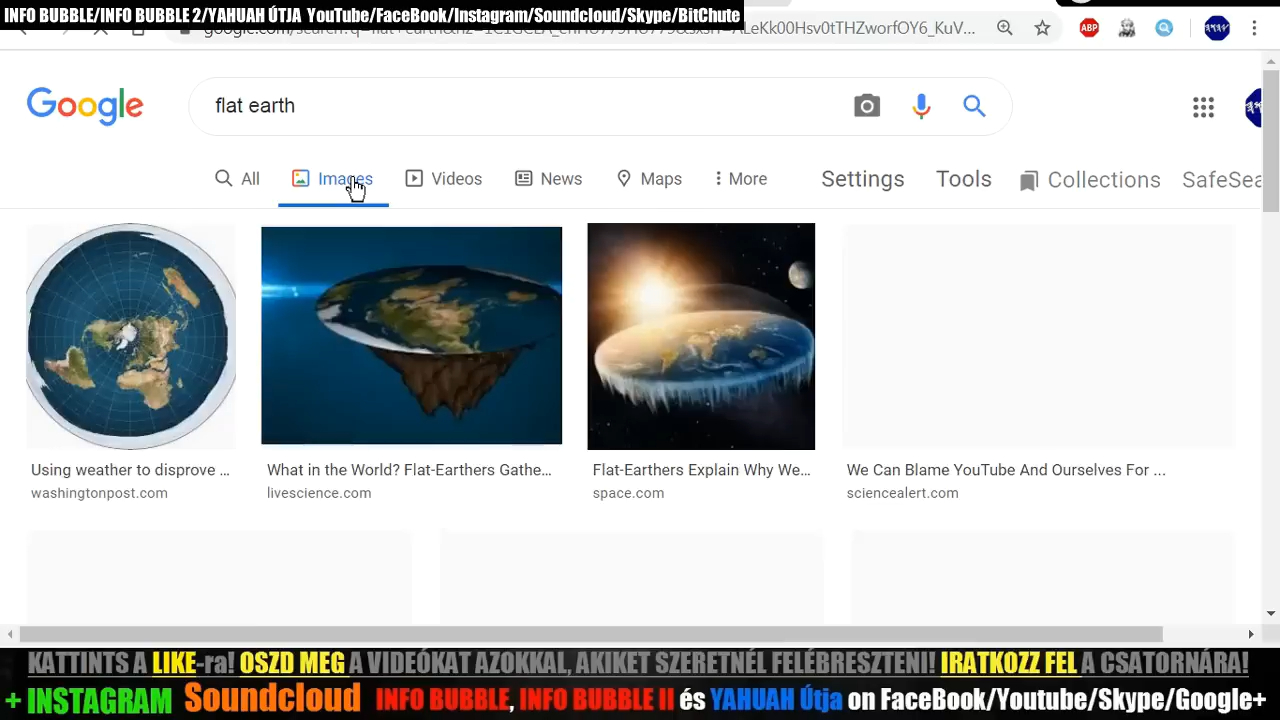 INFO BUBBLE/INFO BUBBLE 2/YAHUAH ÚTJA YouTube/FaceBook/Instagram/Soundcloud/Skype/BitChute
Google
flat earth
All Images Videos News Maps More Settings Tools Collections SafeSea
Using weather to disprove ...
washingtonpost.com
What in the World? Flat-Earthers Gathe...
livescience.com
Flat-Earthers Explain Why We...
space.com
We Can Blame YouTube And Ourselves For ...
sciencealert.com
KATTINTS A LIKE-ra! OSZD MEG A VIDEÓKAT AZOKKAL, AKIKET SZERETNÉL FELÉBRESZTENI! IRATKOZZ FEL A CSATORNÁRA!
+ INSTAGRAM Soundcloud INFO BUBBLE, INFO BUBBLE II és YAHUAH Útja on FaceBook/Youtube/Skype/Google+